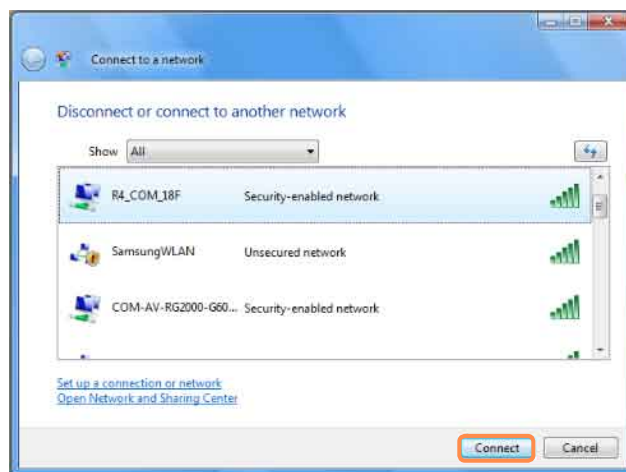 Connect to a network
Disconnect or connect to another network
Show All
R4_COM_18F Security-enabled network
SamsungWLAN Unsecured network
COM-AV-RG2000-G60... Security-enabled network
Set up a connection or network
Open Network and Sharing Center
Connect Cancel